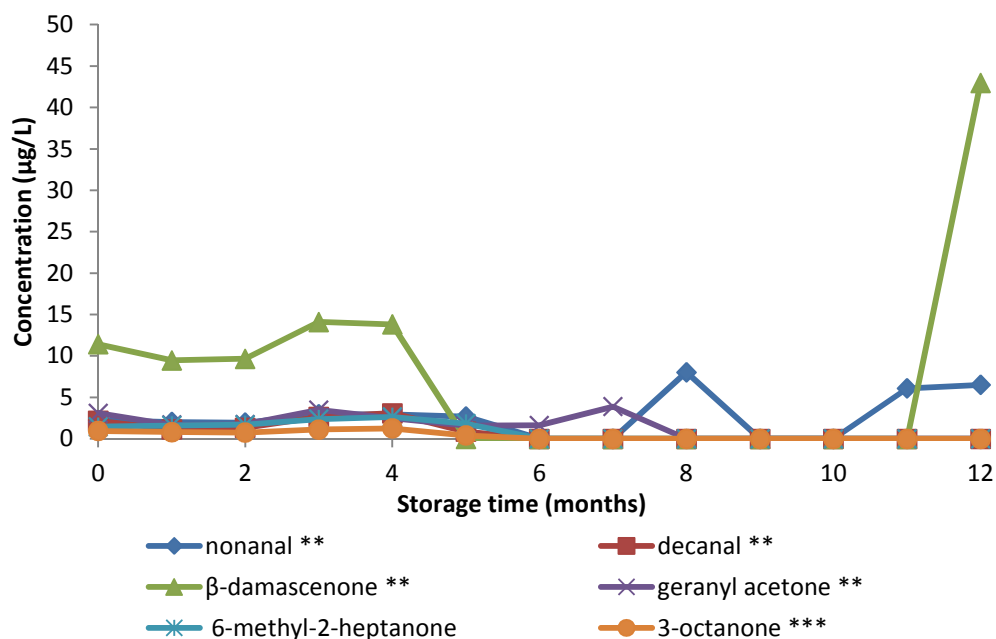 50
45
40
35
30
25
20
15
10
5
0
Concentration (µg/L)
0 2 4 6 8 10 12
Storage time (months)
nonanal ** decanal **
β-damascenone ** geranyl acetone **
6-methyl-2-heptanone 3-octanone ***